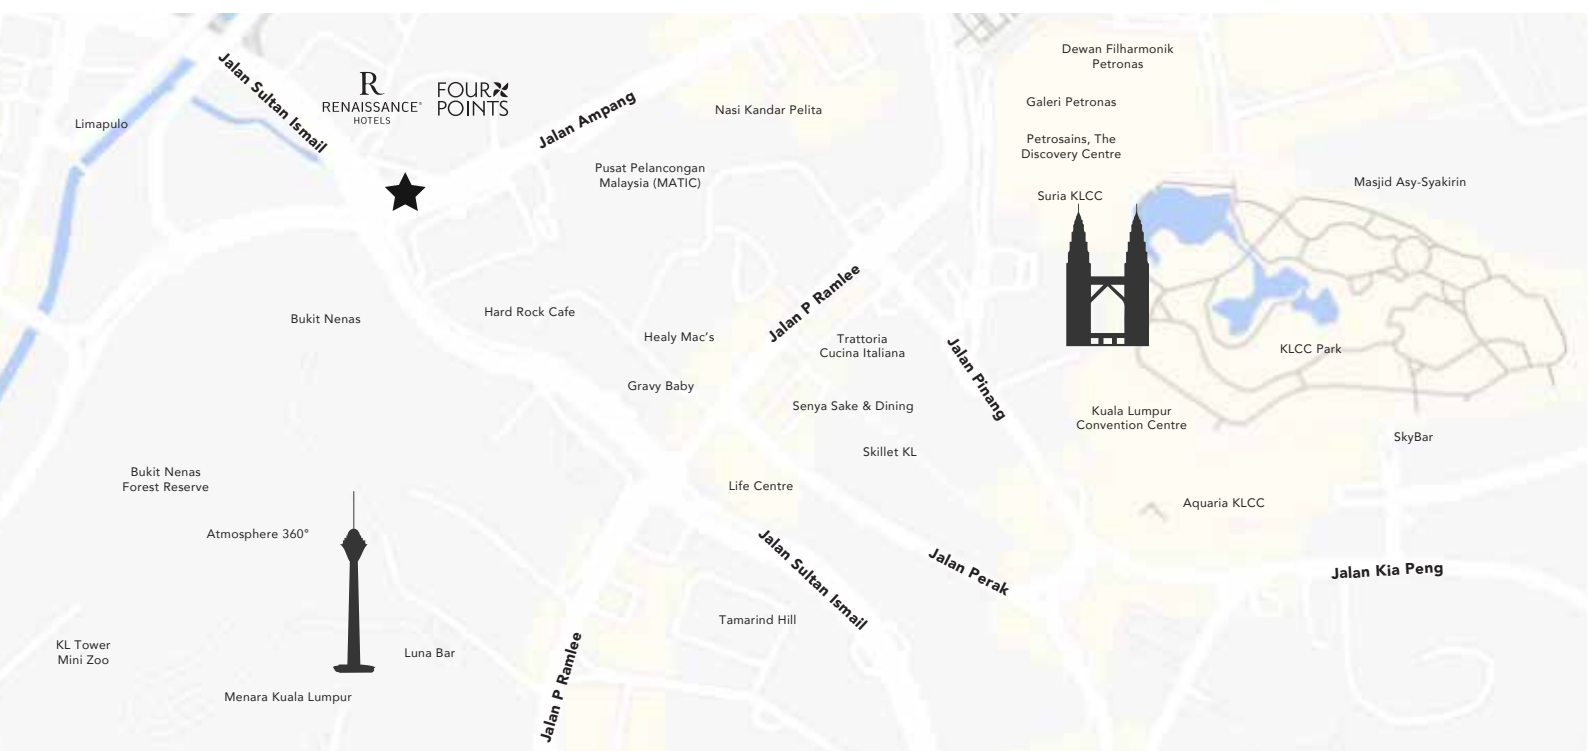 Dewan Filharmonik
Petronas
Jalan Sultan Ismail
R
RENAISSANCE®
HOTELS
FOUR
POINTS
Jalan Ampang
Nasi Kandar Pelita
Galeri Petronas
Limapulo
Petrosains, The
Discovery Centre
Pusat Pelancongan
Malaysia (MATIC)
Masjid Asy-Syakirin
Suria KLCC
Jalan P Ramlee
Bukit Nenas
Hard Rock Cafe
Healy Mac's
Trattoria
Cucina Italiana
Jalan Pinang
KLCC Park
Gravy Baby
Senya Sake & Dining
Kuala Lumpur
Convention Centre
SkyBar
Skillet KL
Bukit Nenas
Forest Reserve
Life Centre
Aquaria KLCC
Atmosphere 360°
Jalan Sultan Ismail
Jalan Perak
Jalan Kia Peng
Tamarind Hill
KL Tower
Mini Zoo
Luna Bar
Jalan P Ramlee
Menara Kuala Lumpur